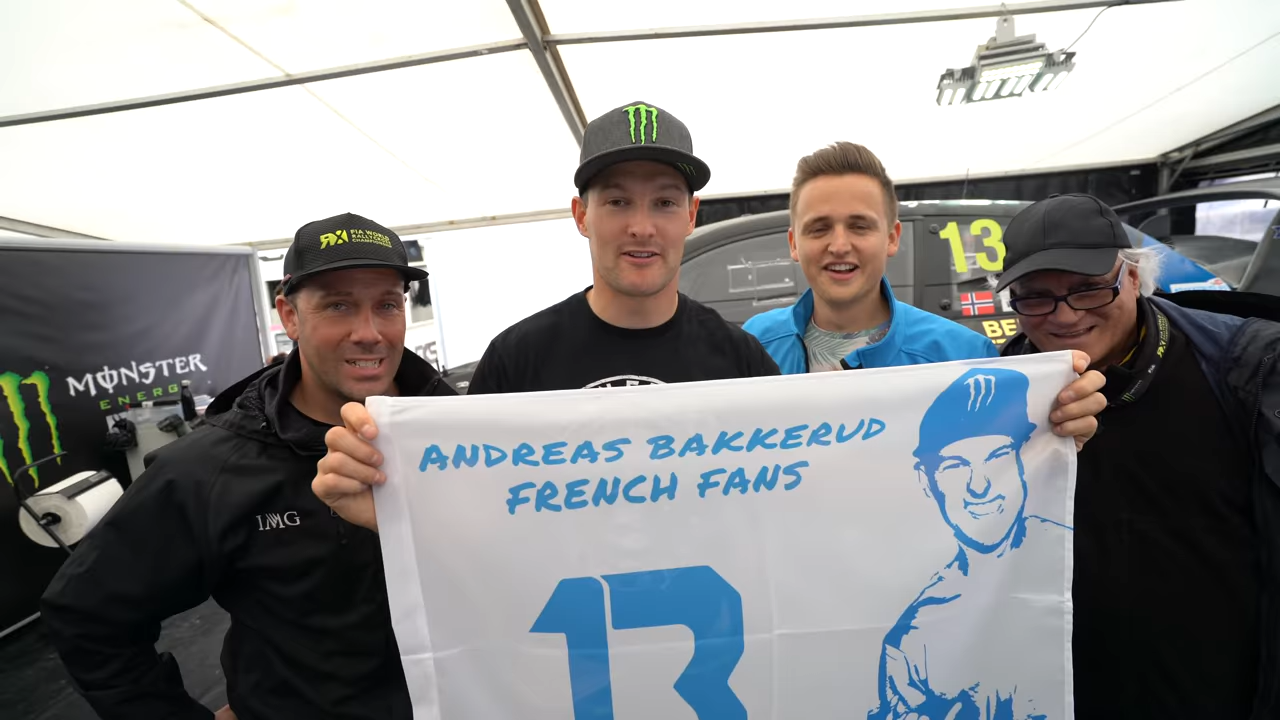 FIA WORLD
RALLYCROSS
CHAMPIONSHIP
RX
13
MONSTER
ENERGY
IMG
BE
ANDREAS BAKKERUD
FRENCH FANS
13